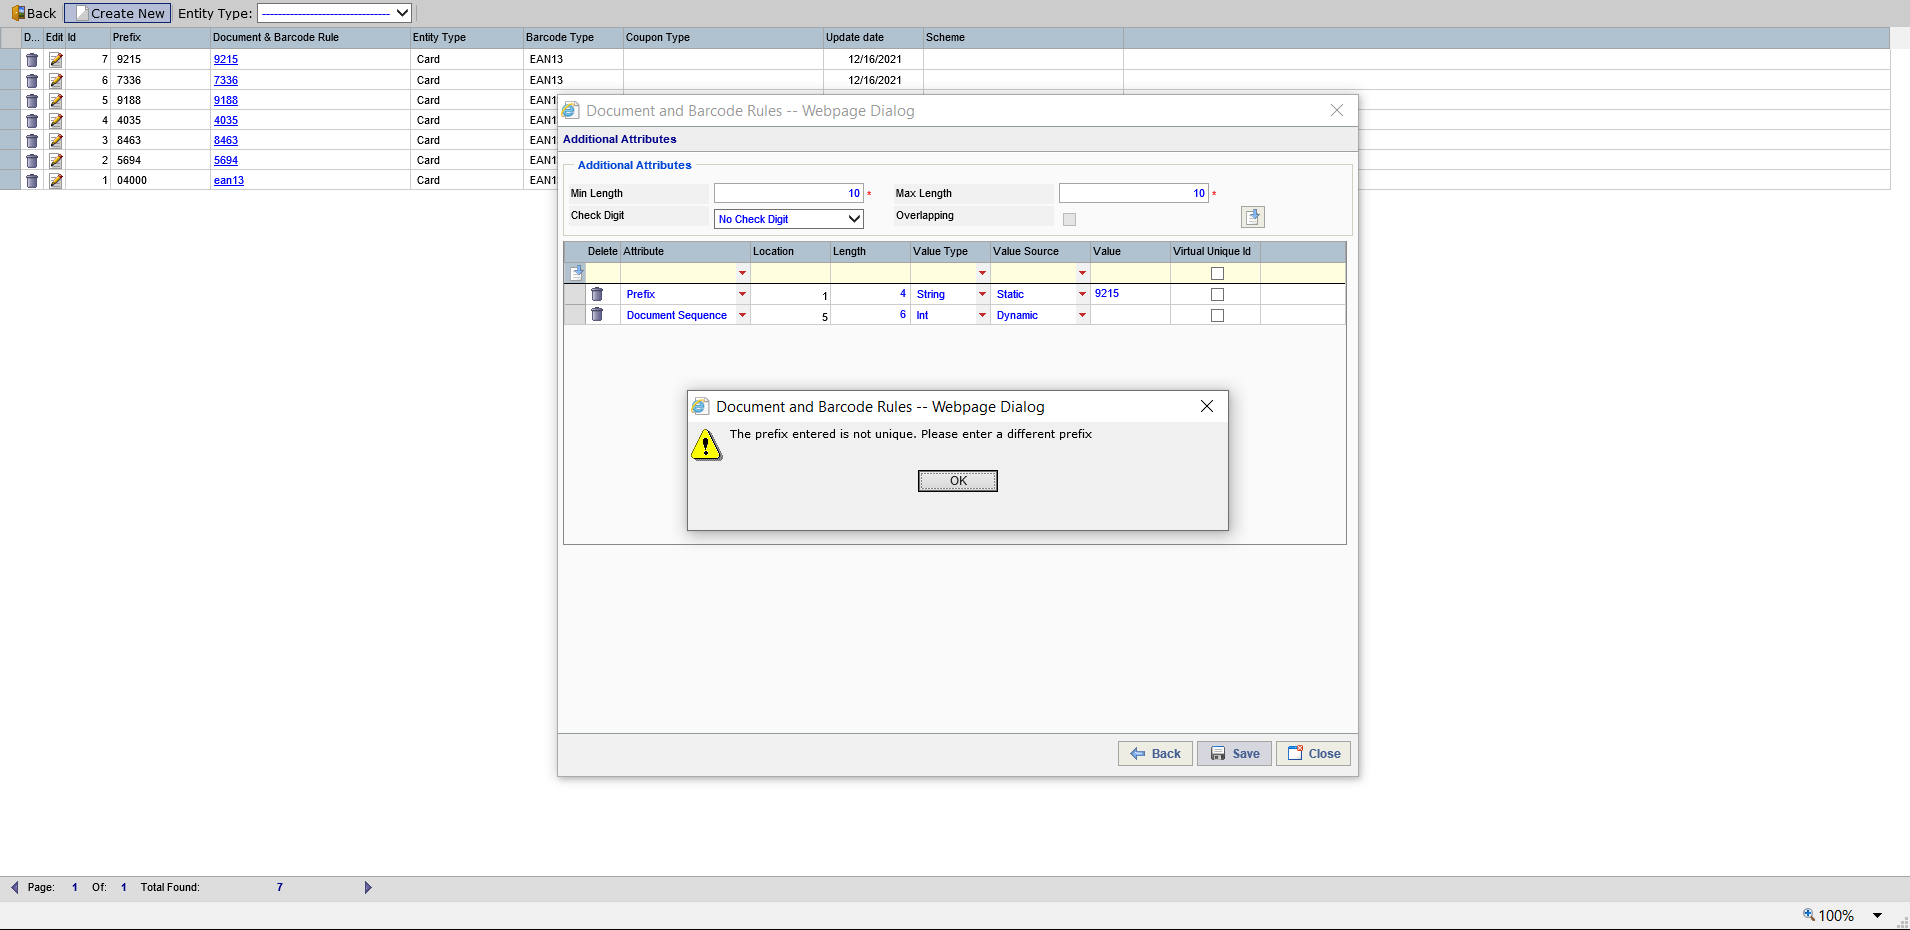 Back Create New Entity Type: --------------------------------
D... Edit Id Prefix Document & Barcode Rule Entity Type Barcode Type Coupon Type Update date Scheme
7 9215 9215 Card EAN13 12/16/2021
6 7336 7336 Card EAN13 12/16/2021
5 9188 9188 Card EAN1
4 4035 4035 Card EAN1
3 8463 8463 Card EAN1
2 5694 5694 Card EAN1
1 04000 ean13 Card EAN1
Document and Barcode Rules -- Webpage Dialog
Additional Attributes
Additional Attributes
Min Length 10 * Max Length 10 *
Check Digit No Check Digit Overlapping
Delete Attribute Location Length Value Type Value Source Value Virtual Unique Id
Prefix 1 4 String Static 9215
Document Sequence 5 6 Int Dynamic
Document and Barcode Rules -- Webpage Dialog
The prefix entered is not unique. Please enter a different prefix
OK
Back Save Close
Page: 1 Of: 1 Total Found: 7
100%